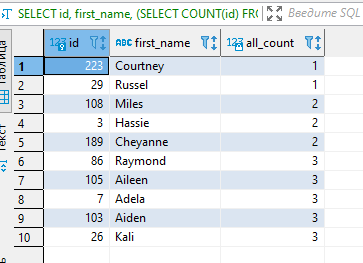 SELECT id, first_name, (SELECT COUNT(id) FR Введите SQL
id first_name all_count
1 223 Courtney 1
2 29 Russel 1
3 108 Miles 2
4 3 Hassie 2
5 189 Cheyanne 2
6 86 Raymond 3
7 105 Aileen 3
8 7 Adela 3
9 103 Aiden 3
10 26 Kali 3
Таблица
Текст